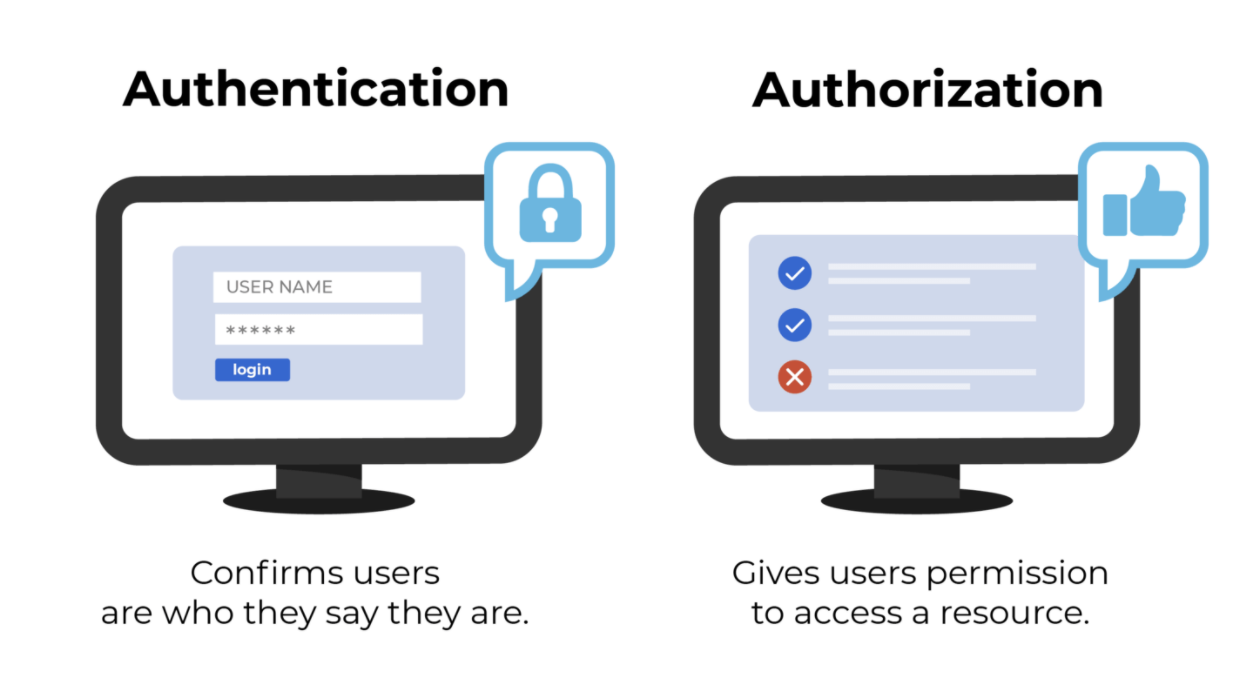 Authentication
Authorization
USER NAME
******
login
Confirms users
are who they say they are.
Gives users permission
to access a resource.